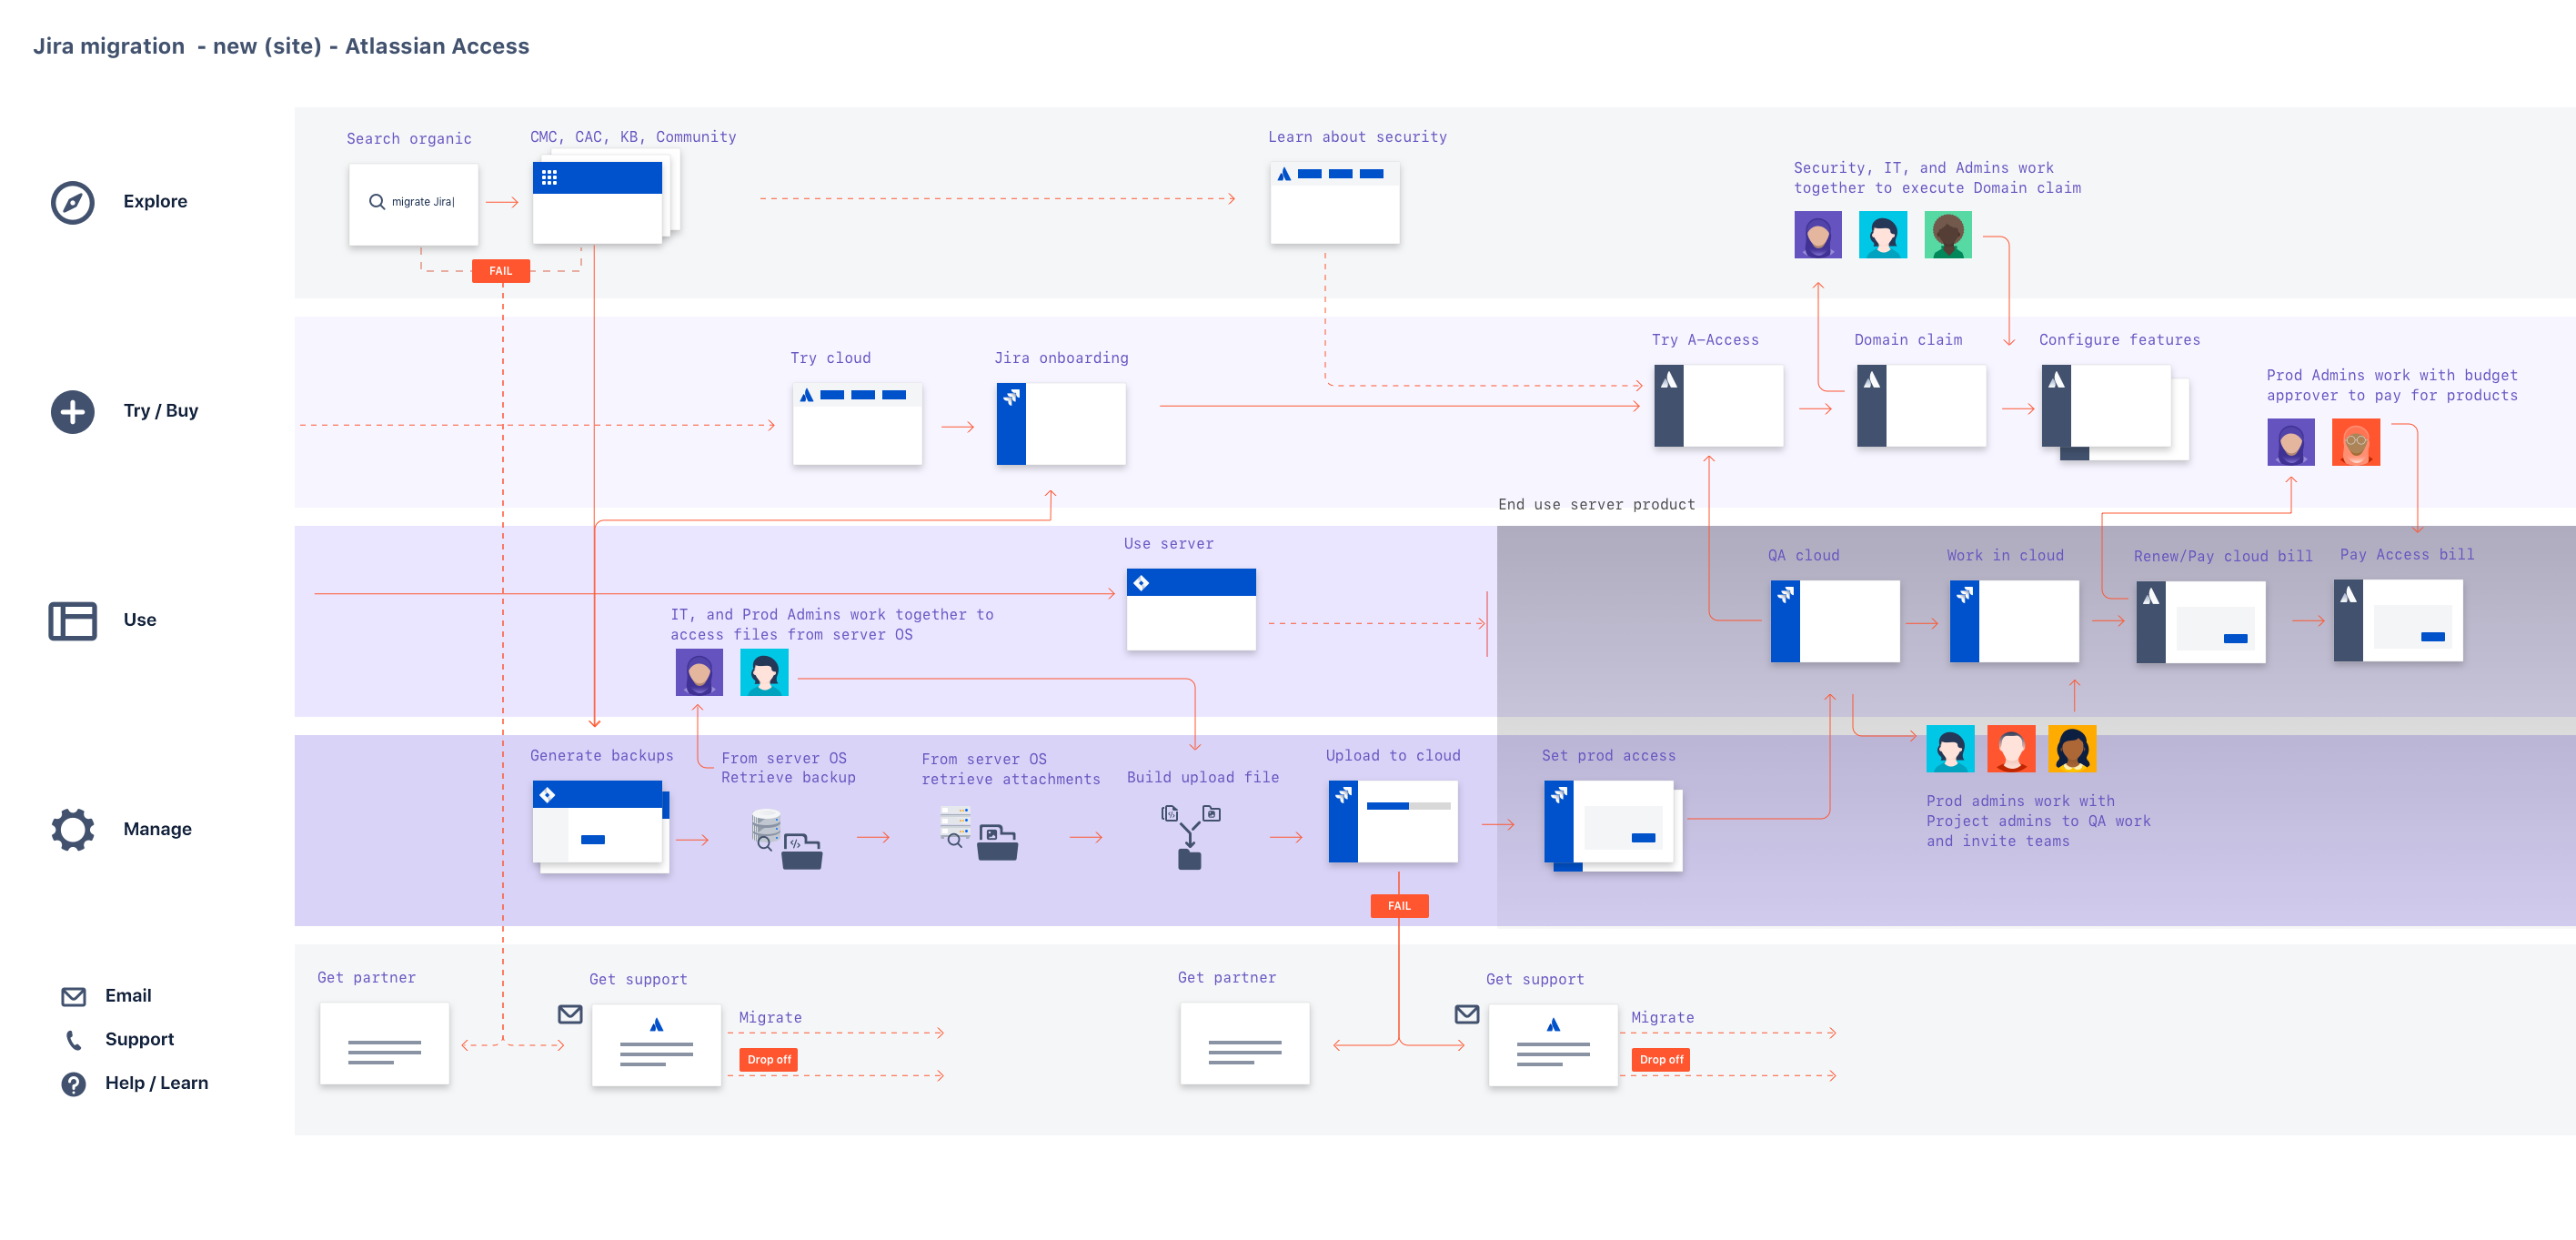 Jira migration - new (site) - Atlassian Access
Explore
Search organic
migrate Jira
CMC, CAC, KB, Community
FAIL
Learn about security
Security, IT, and Admins work
together to execute Domain claim
Try / Buy
Try cloud
Jira onboarding
Try A-Access
Domain claim
Configure features
Prod Admins work with budget
approver to pay for products
End use server product
Use
Use server
IT, and Prod Admins work together to
access files from server OS
QA cloud
Work in cloud
Renew/Pay cloud bill
Pay Access bill
Manage
Generate backups
From server OS
Retrieve backup
From server OS
retrieve attachments
Build upload file
Upload to cloud
FAIL
Set prod access
Prod admins work with
Project admins to QA work
and invite teams
Email
Support
Help / Learn
Get partner
Get support
Migrate
Drop off
Get partner
Get support
Migrate
Drop off